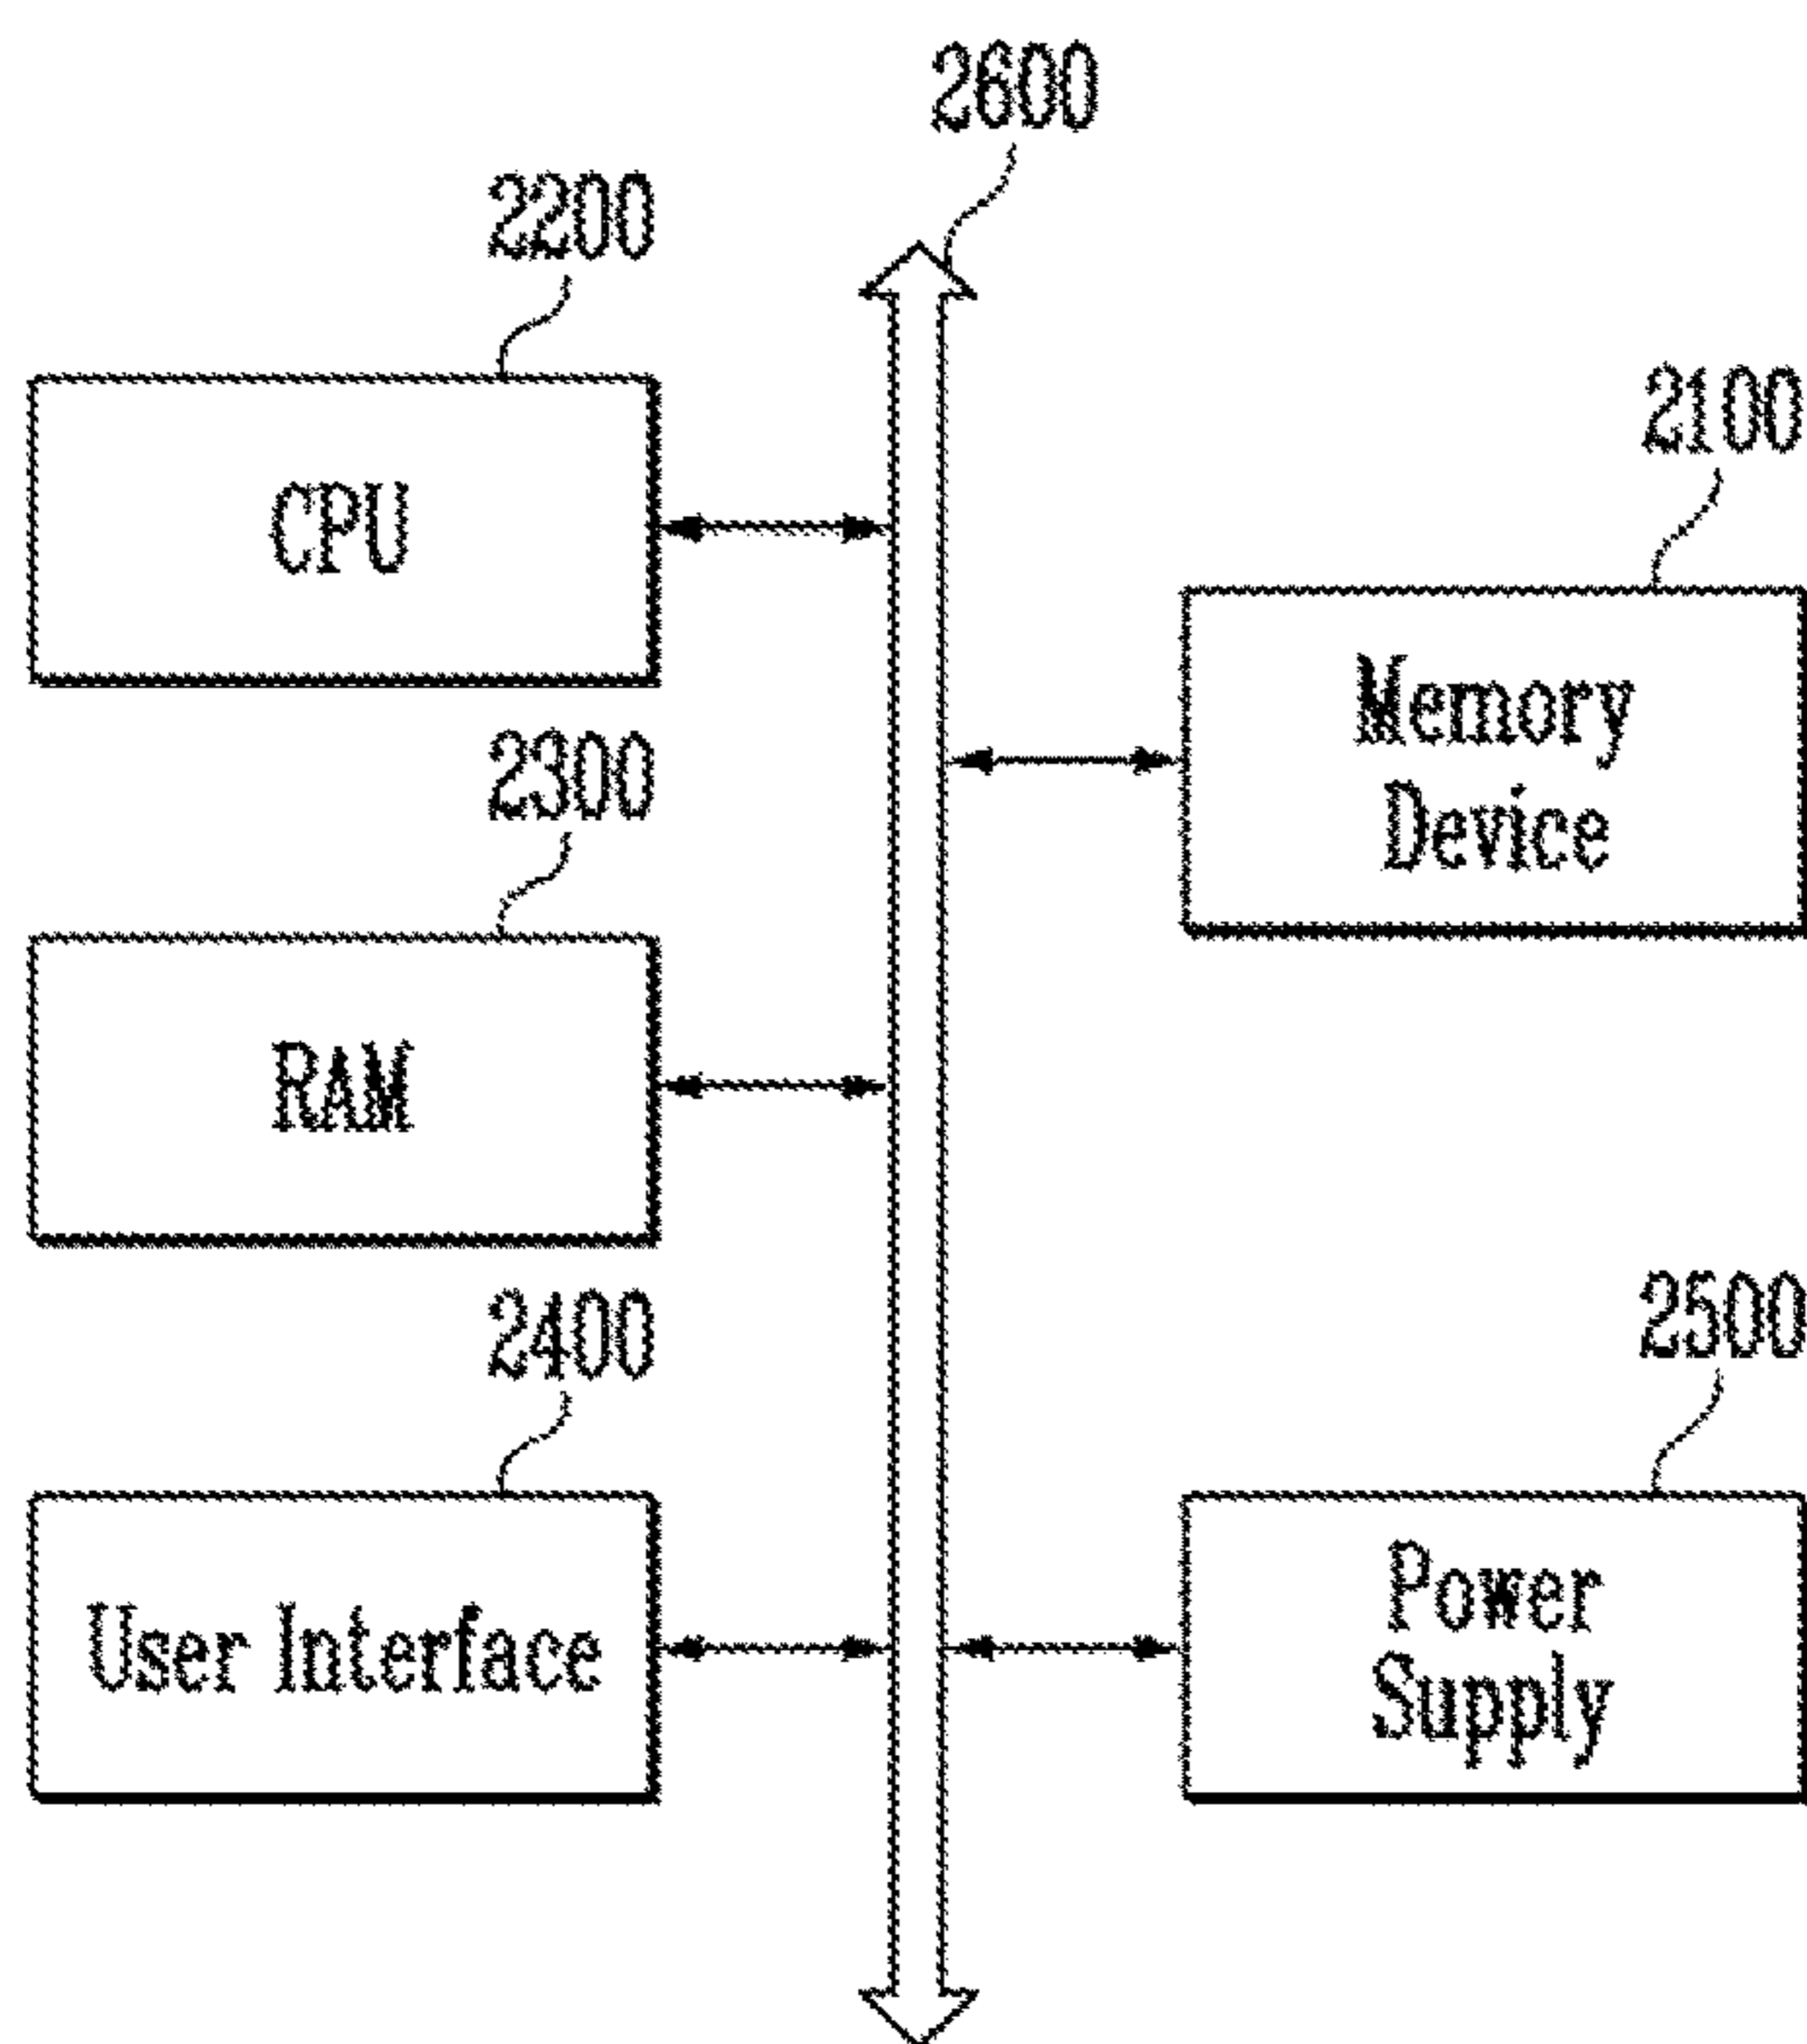 2600
2200
CPU
2100
Memory
Device
2300
RAM
2400
User Interface
2500
Power
Supply